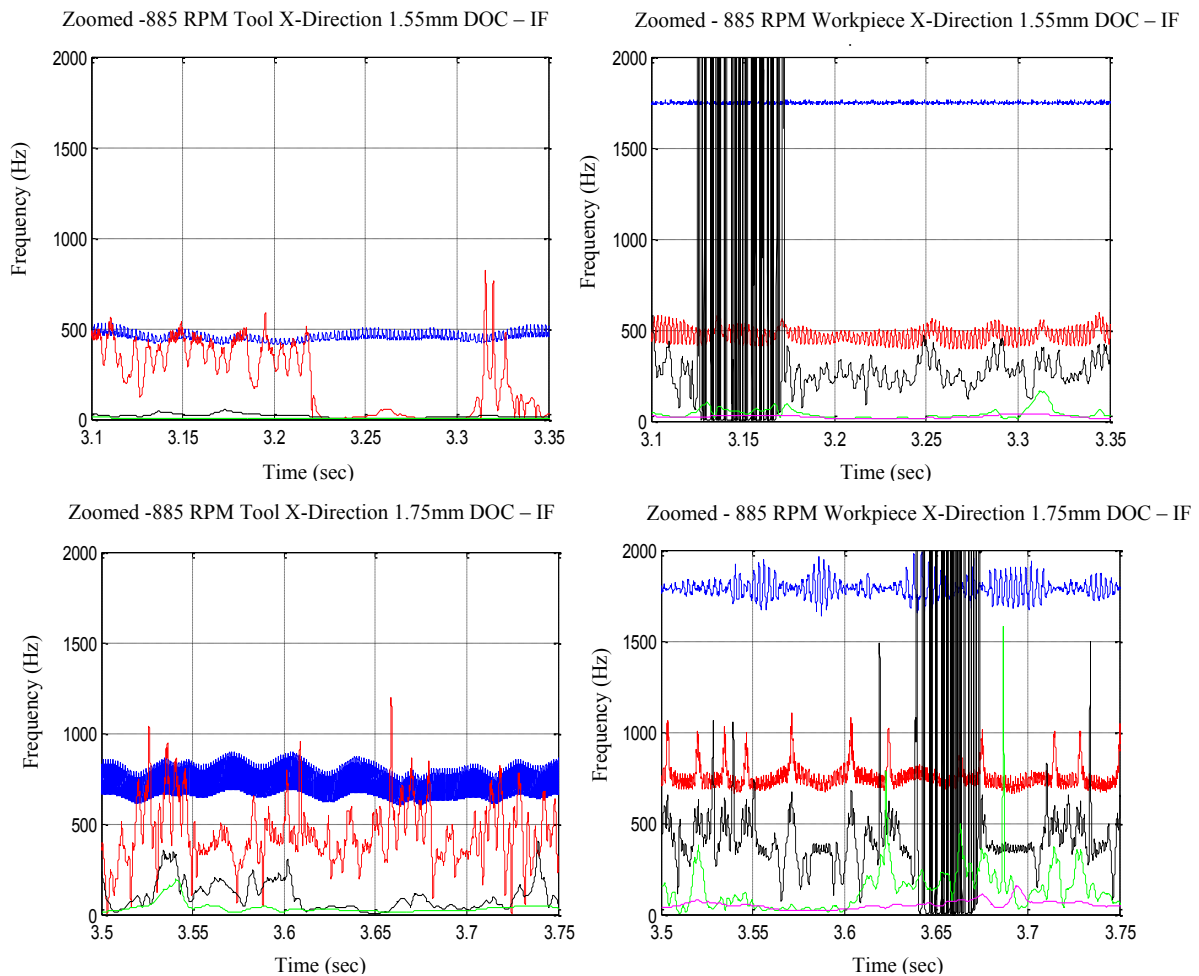 Zoomed -885 RPM Tool X-Direction 1.55mm DOC – IF
2000
1500
1000
500
0
3.1 3.15 3.2 3.25 3.3 3.35
Frequency (Hz)
Time (sec)
Zoomed - 885 RPM Workpiece X-Direction 1.55mm DOC – IF
2000
1500
1000
500
0
3.1 3.15 3.2 3.25 3.3 3.35
Frequency (Hz)
Time (sec)
Zoomed -885 RPM Tool X-Direction 1.75mm DOC – IF
2000
1500
1000
500
0
3.5 3.55 3.6 3.65 3.7 3.75
Frequency (Hz)
Time (sec)
Zoomed - 885 RPM Workpiece X-Direction 1.75mm DOC – IF
2000
1500
1000
500
0
3.5 3.55 3.6 3.65 3.7 3.75
Frequency (Hz)
Time (sec)